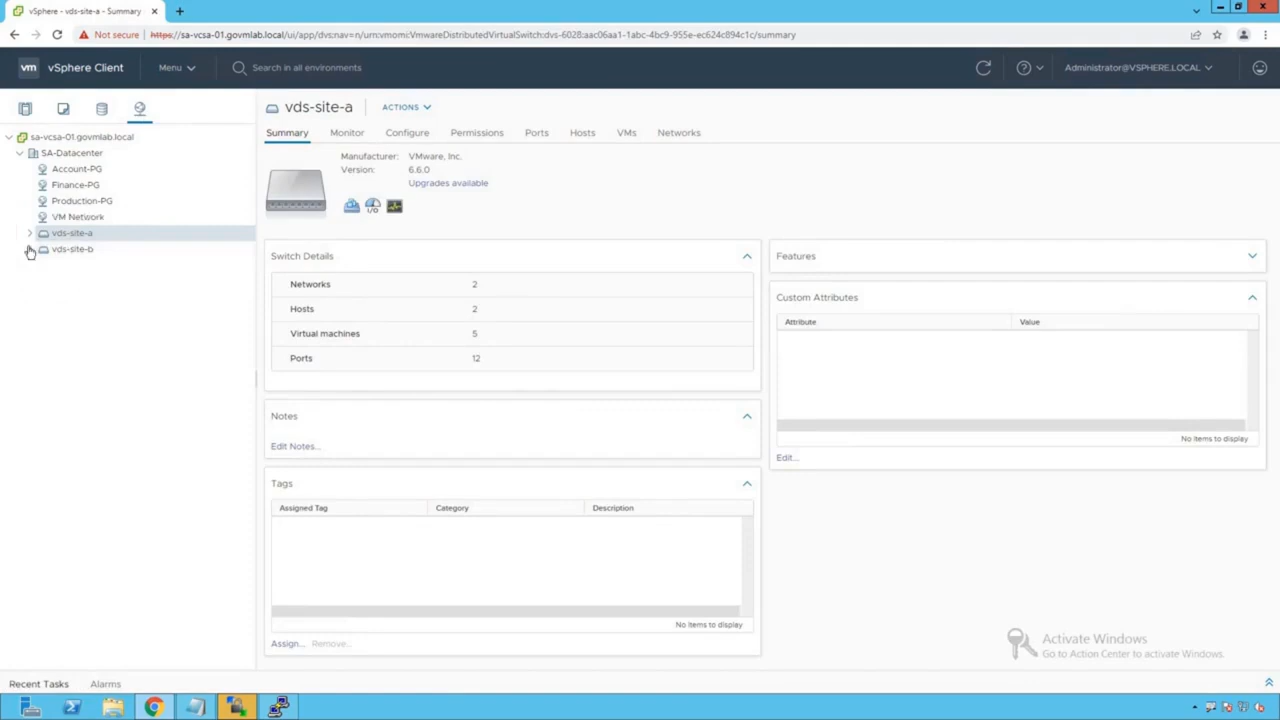 vSphere - vds-site-a - Summary
Not secure
https://sa-vcsa-01.govmlab.local/ui/app/dvs;nav=n/urn:vmomi:VmwareDistributedVirtualSwitch:dvs-6028:aac06aa1-1abc-4bc9-955e-ec624c894c1c/summary
vm vSphere Client Menu Search in all environments Administrator@VSPHERE.LOCAL
vds-site-a ACTIONS
sa-vcsa-01.govmlab.local
SA-Datacenter
Account-PG
Finance-PG
Production-PG
VM Network
vds-site-a
vds-site-b
Summary Monitor Configure Permissions Ports Hosts VMs Networks
Manufacturer: VMware, Inc.
Version: 6.6.0
Upgrades available
I/O
Switch Details
Networks 2
Hosts 2
Virtual machines 5
Ports 12
Notes
Edit Notes...
Tags
Assigned Tag Category Description
No items to display
Assign... Remove...
Features
Custom Attributes
Attribute Value
No items to display
Edit...
Activate Windows
Go to Action Center to activate Windows.
Recent Tasks Alarms